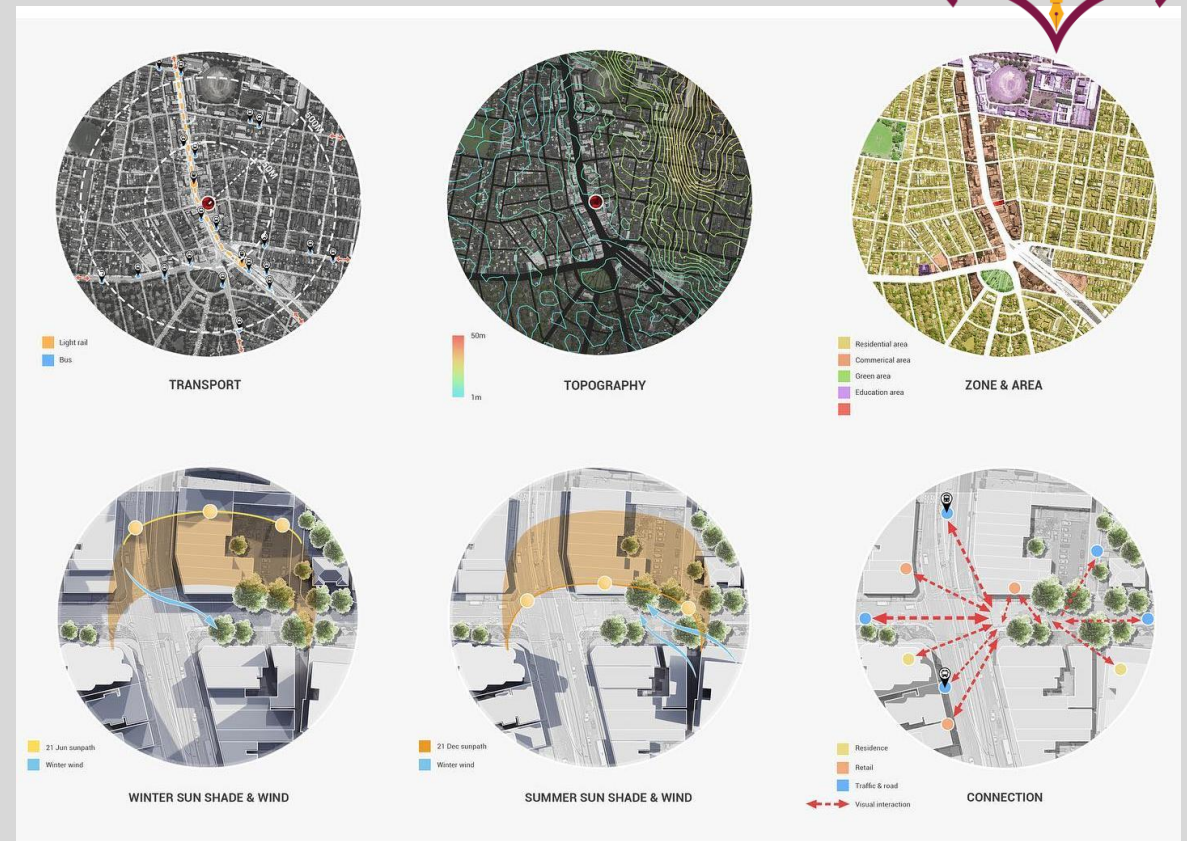 500M
Light rail
Bus
TRANSPORT
50m
1m
TOPOGRAPHY
Residential area
Commerical area
Green area
Education area
ZONE & AREA
21 Jun sunpath
Winter wind
WINTER SUN SHADE & WIND
21 Dec sunpath
Winter wind
SUMMER SUN SHADE & WIND
Residence
Retail
Traffic & road
Visual interaction
CONNECTION